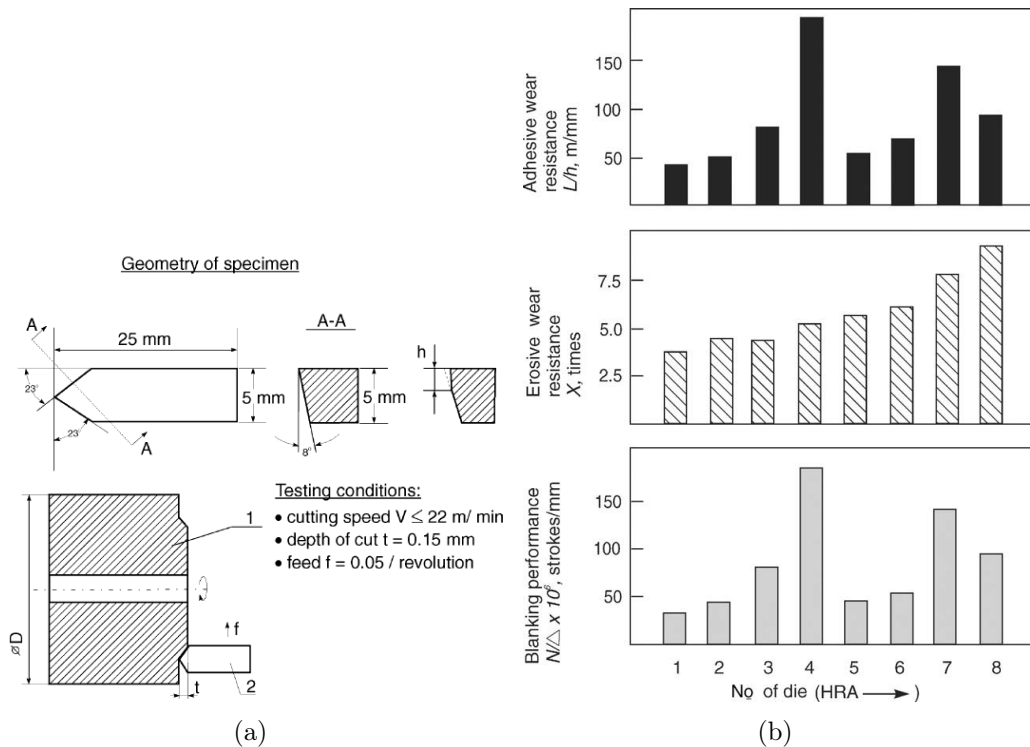 Geometry of specimen
A
A-A
25 mm
h
23°
5 mm
5 mm
23°
A
8°
Testing conditions:
1
• cutting speed V ≤ 22 m/ min
• depth of cut t = 0.15 mm
• feed f = 0.05 / revolution
øD
f
2
t
(a)
Adhesive wear
resistance
L/h, m/mm
150
100
50
Erosive wear
resistance
X, times
7.5
5.0
2.5
Blanking performance
N/△ x 10⁶, strokes/mm
150
100
50
1 2 3 4 5 6 7 8
No of die (HRA ⟶ )
(b)